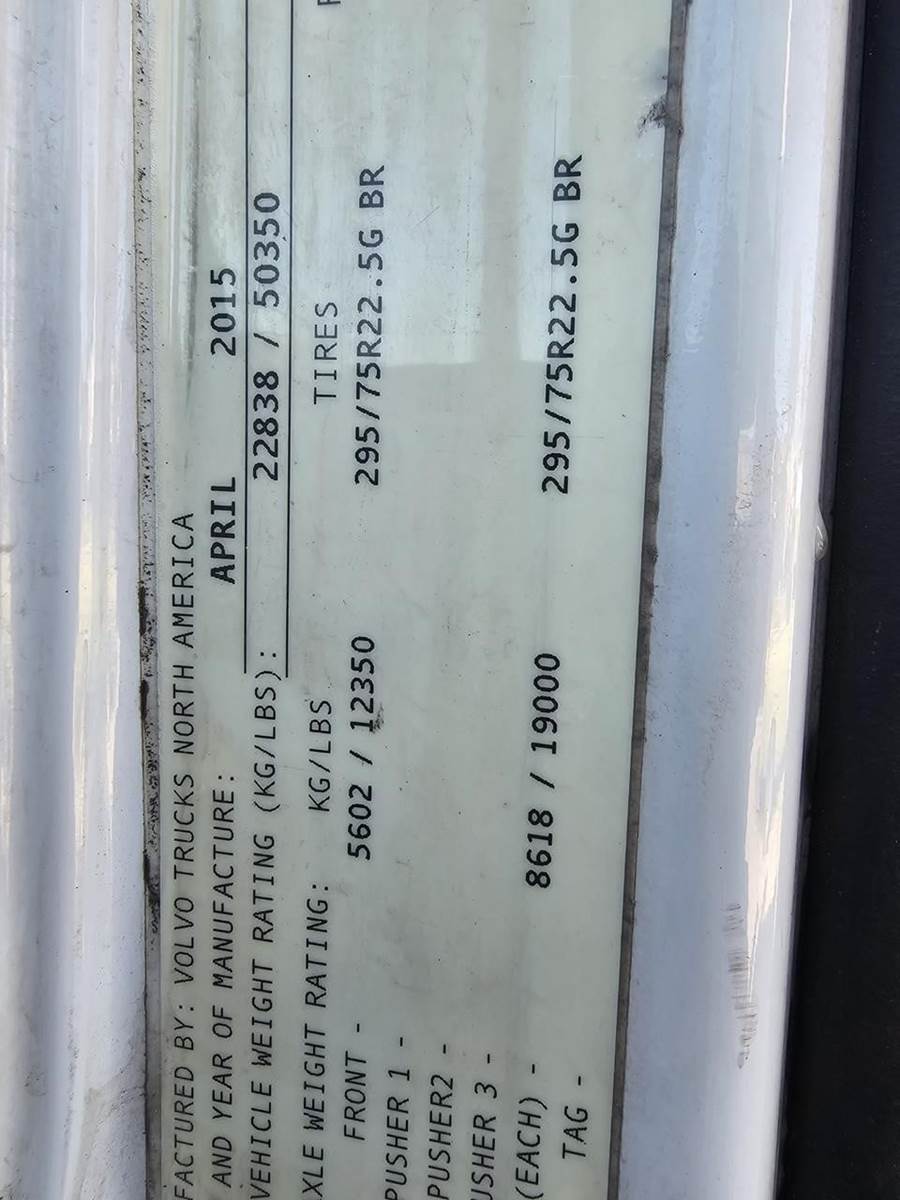 FACTURED BY: VOLVO TRUCKS NORTH AMERICA
AND YEAR OF MANUFACTURE: APRIL 2015
VEHICLE WEIGHT RATING (KG/LBS): 22838 / 50350
XLE WEIGHT RATING: KG/LBS TIRES
FRONT - 5602 / 12350 295/75R22.5G BR
PUSHER 1 -
PUSHER2 -
USHER 3 -
(EACH) - 8618 / 19000 295/75R22.5G BR
TAG -